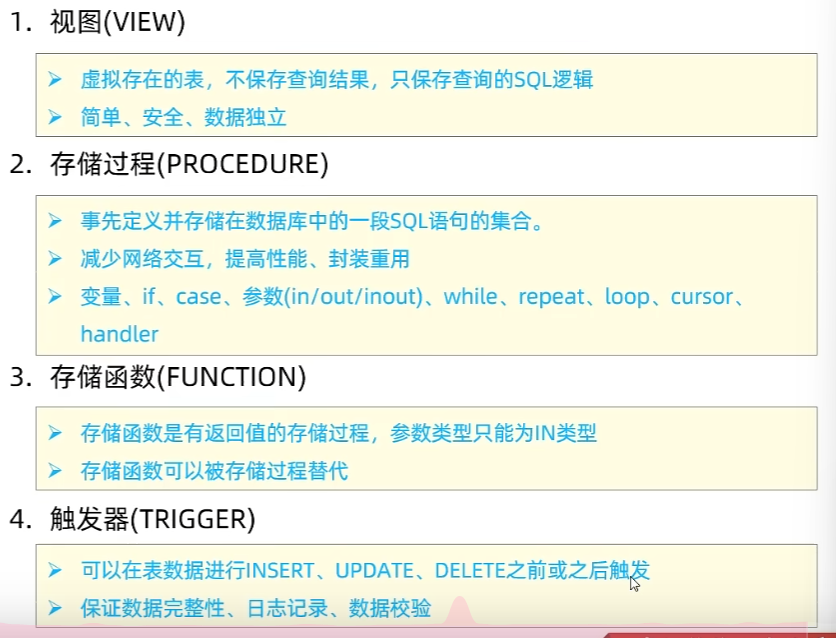 1. 视图(VIEW)
➢ 虚拟存在的表，不保存查询结果，只保存查询的SQL逻辑
➢ 简单、安全、数据独立
2. 存储过程(PROCEDURE)
➢ 事先定义并存储在数据库中的一段SQL语句的集合。
➢ 减少网络交互，提高性能、封装重用
➢ 变量、if、case、参数(in/out/inout)、while、repeat、loop、cursor、
handler
3. 存储函数(FUNCTION)
➢ 存储函数是有返回值的存储过程，参数类型只能为IN类型
➢ 存储函数可以被存储过程替代
4. 触发器(TRIGGER)
➢ 可以在表数据进行INSERT、UPDATE、DELETE之前或之后触发
➢ 保证数据完整性、日志记录、数据校验